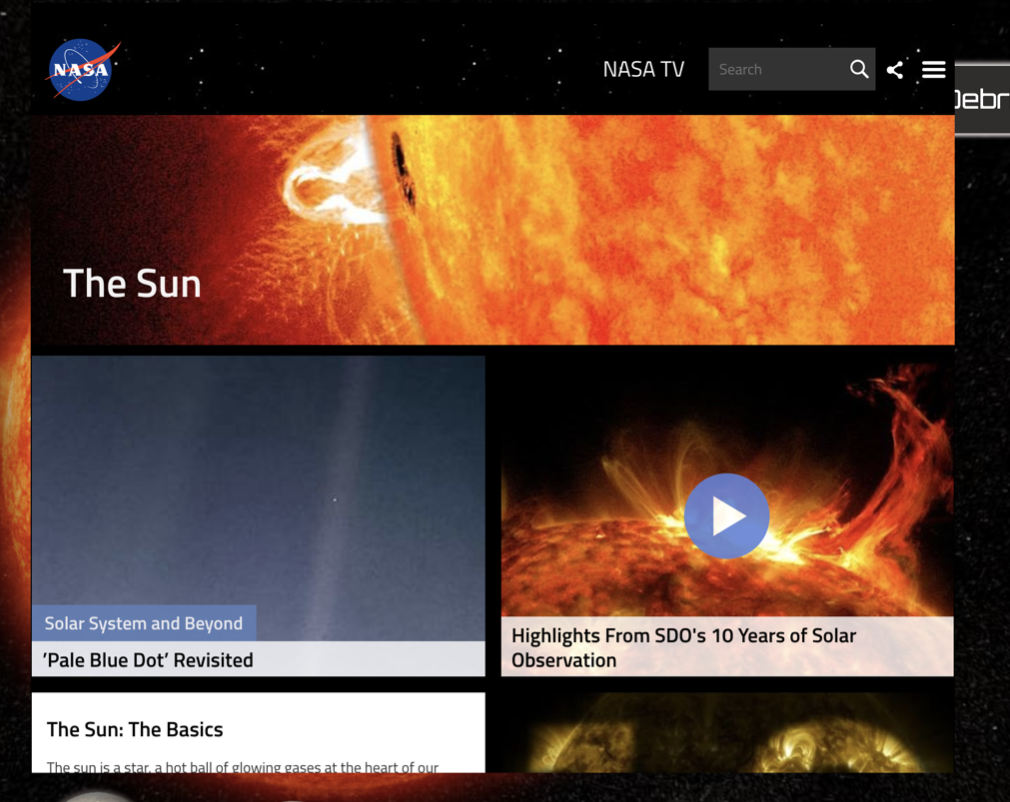 NASA
NASA TV
Search
The Sun
Solar System and Beyond
’Pale Blue Dot’ Revisited
Highlights From SDO's 10 Years of Solar
Observation
The Sun: The Basics
The sun is a star, a hot ball of glowing gases at the heart of our